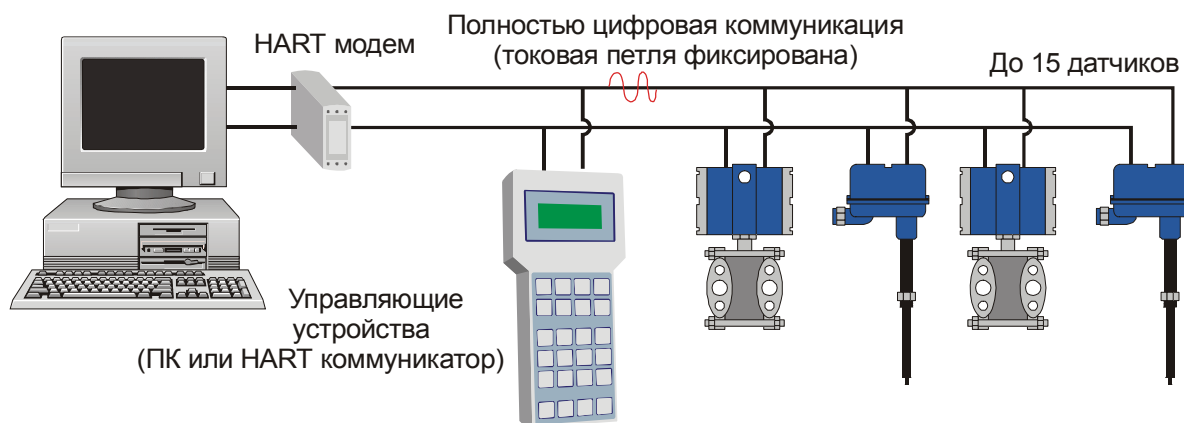 HART модем
Полностью цифровая коммуникация
(токовая петля фиксирована)
До 15 датчиков
Управляющие
устройства
(ПК или HART коммуникатор)